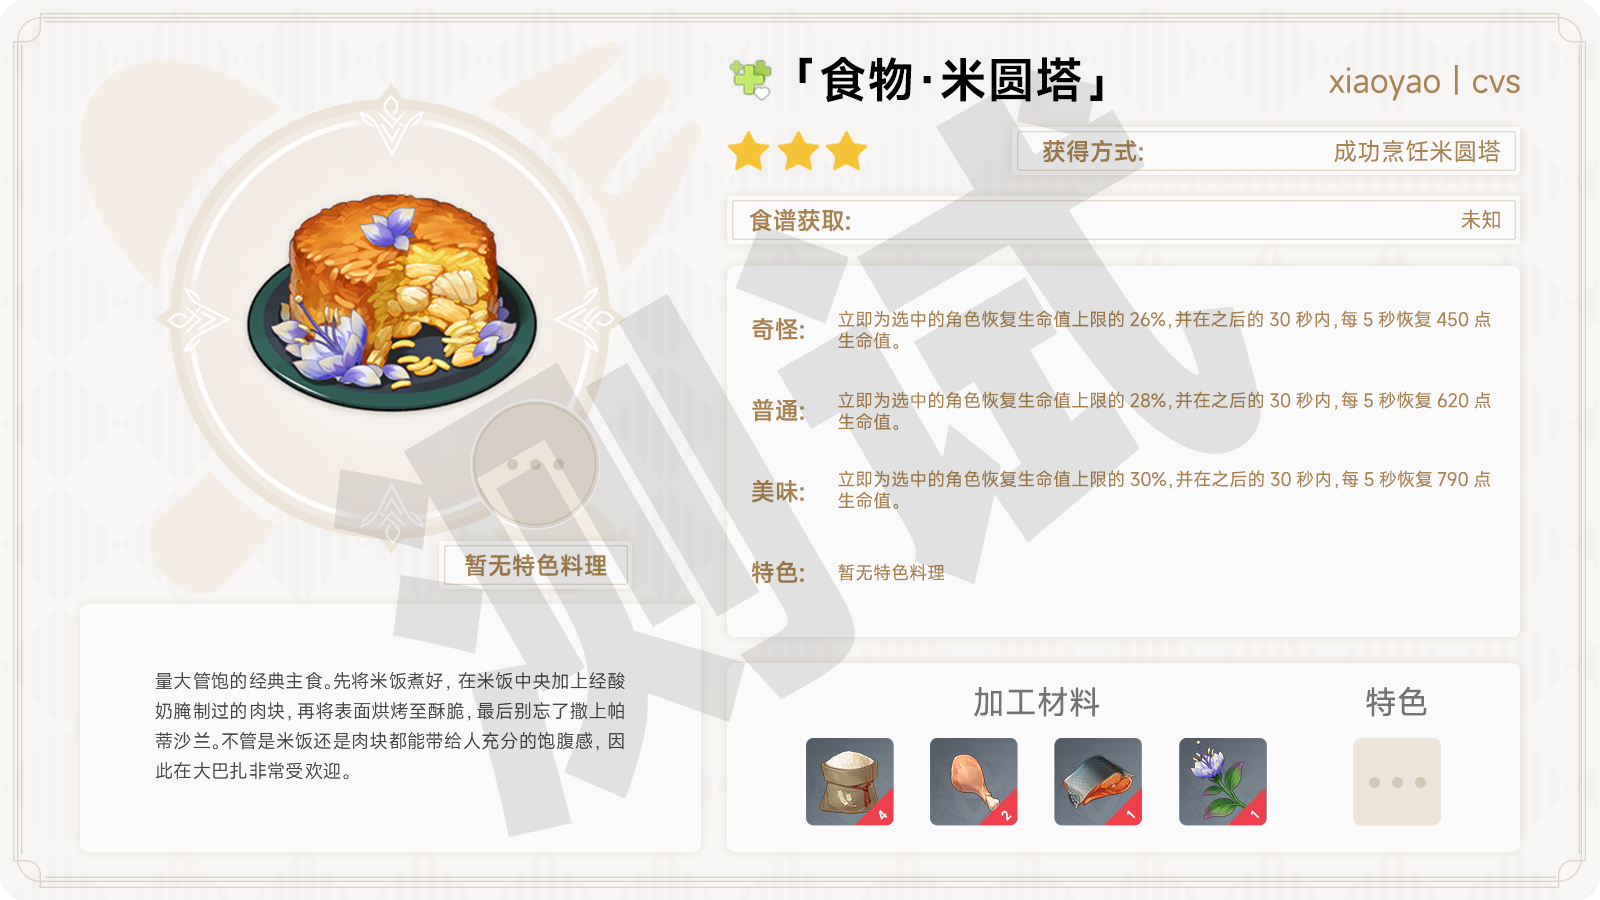 「食物·米圆塔」
xiaoyao | cvs
获得方式:
成功烹饪米圆塔
食谱获取:
未知
奇怪:
立即为选中的角色恢复生命值上限的 26%,并在之后的 30 秒内,每 5 秒恢复 450 点
生命值。
普通:
立即为选中的角色恢复生命值上限的 28%,并在之后的 30 秒内,每 5 秒恢复 620 点
生命值。
美味:
立即为选中的角色恢复生命值上限的 30%,并在之后的 30 秒内,每 5 秒恢复 790 点
生命值。
特色:
暂无特色料理
暂无特色料理
量大管饱的经典主食。先将米饭煮好,在米饭中央加上经酸
奶腌制过的肉块,再将表面烘烤至酥脆,最后别忘了撒上帕
蒂沙兰。不管是米饭还是肉块都能带给人充分的饱腹感,因
此在大巴扎非常受欢迎。
加工材料
特色
4
2
1
1
测试